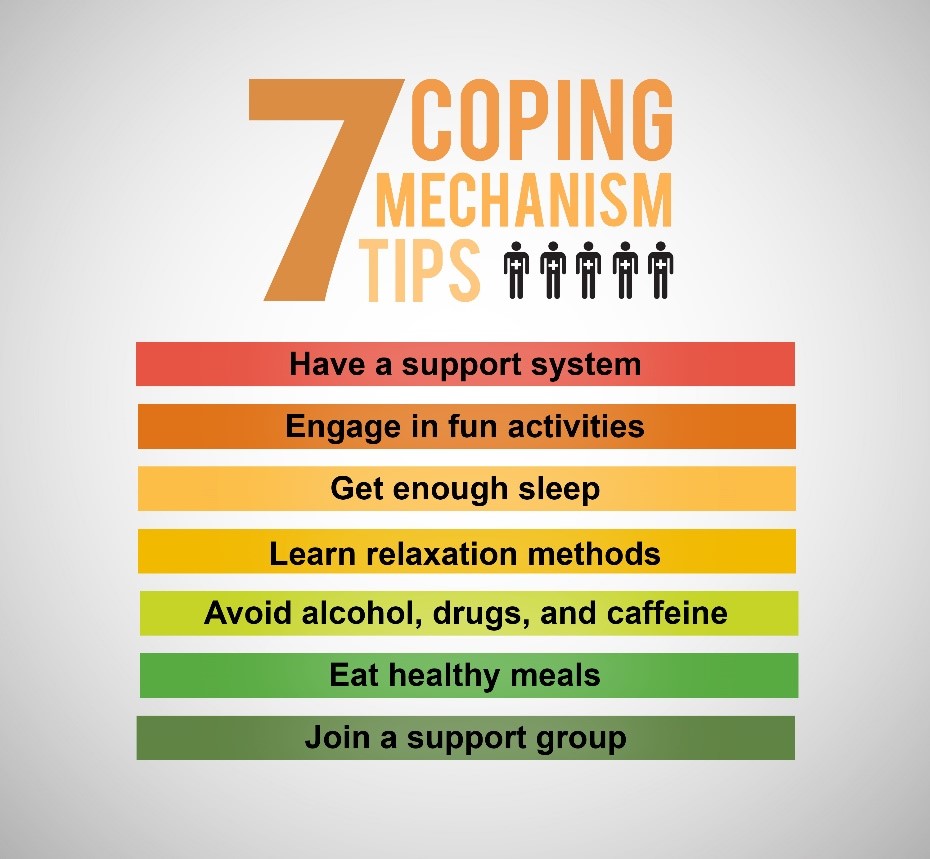 7 COPING
MECHANISM
TIPS
Have a support system
Engage in fun activities
Get enough sleep
Learn relaxation methods
Avoid alcohol, drugs, and caffeine
Eat healthy meals
Join a support group